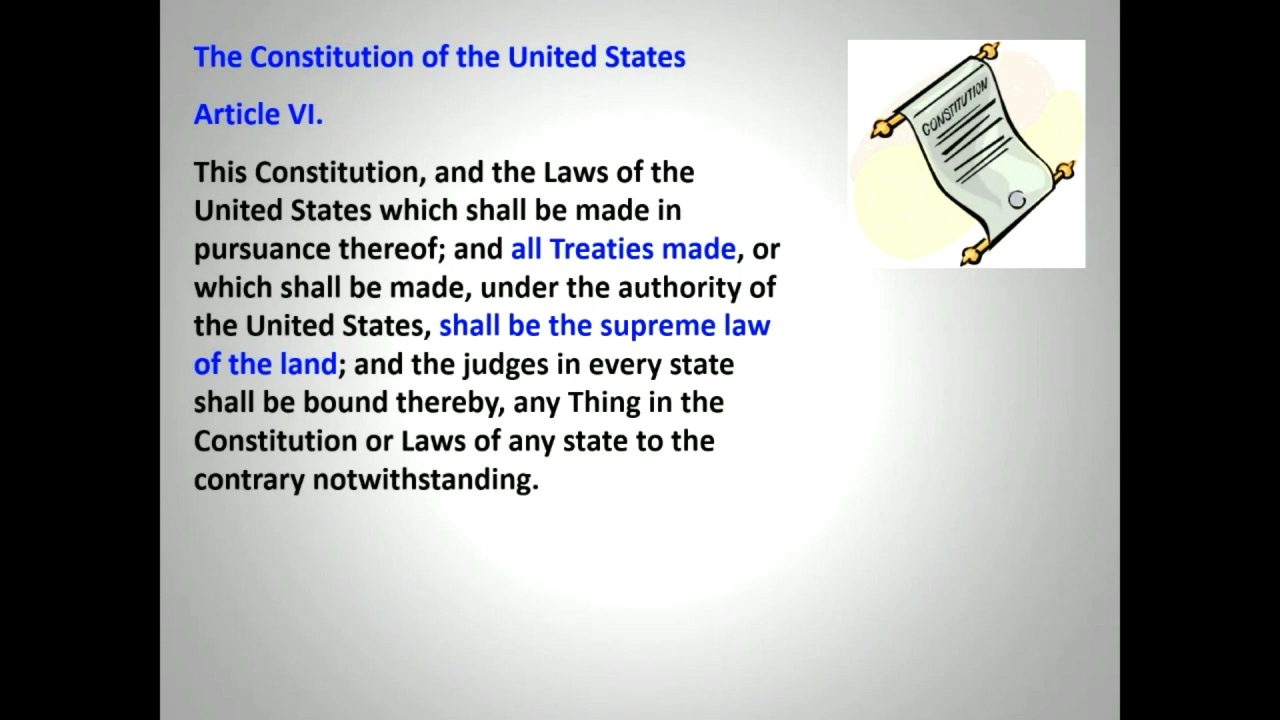 The Constitution of the United States
Article VI.
This Constitution, and the Laws of the
United States which shall be made in
pursuance thereof; and all Treaties made, or
which shall be made, under the authority of
the United States, shall be the supreme law
of the land; and the judges in every state
shall be bound thereby, any Thing in the
Constitution or Laws of any state to the
contrary notwithstanding.
CONSTITUTION